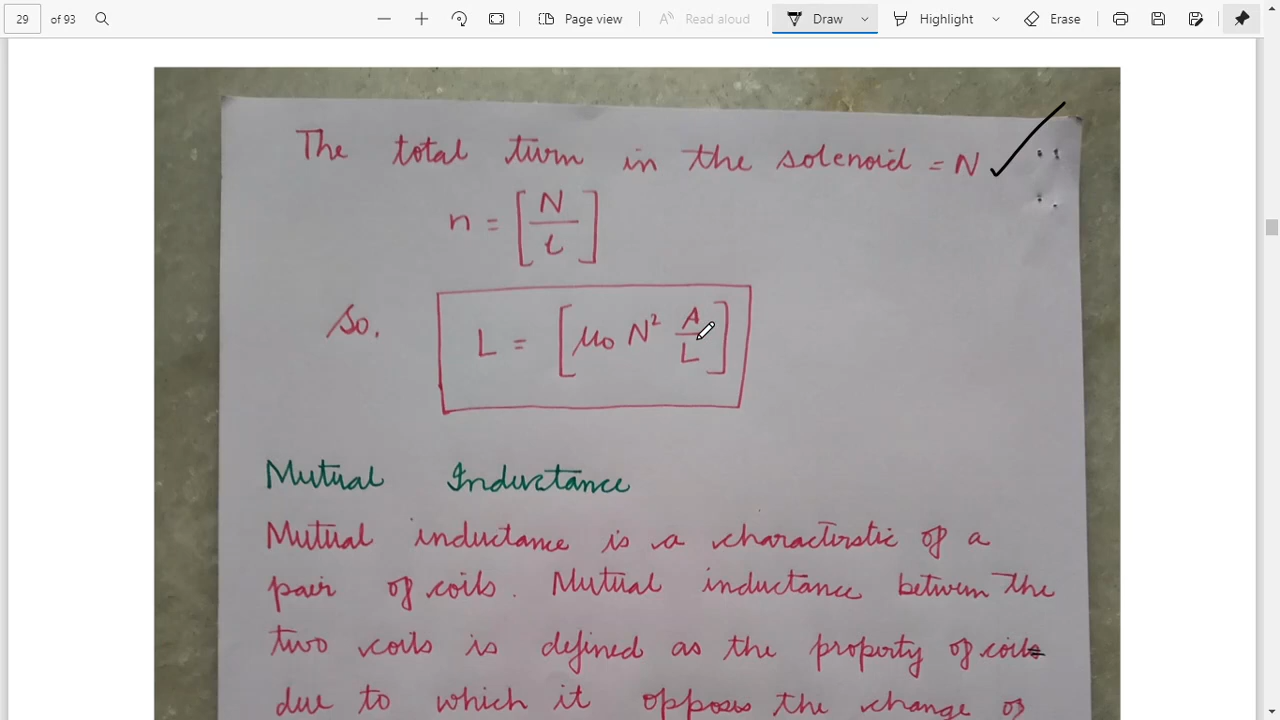 29 of 93 Page view Read aloud Draw Highlight Erase
The total turn in the solenoid = N
n = [N/l]
So, L = [μ0 N² A/L]
Mutual Inductance
Mutual inductance is a charactirstic of a
pair of coils. Mutual inductance between the
two coils is defined as the property of coils
due to which it opposes the change of